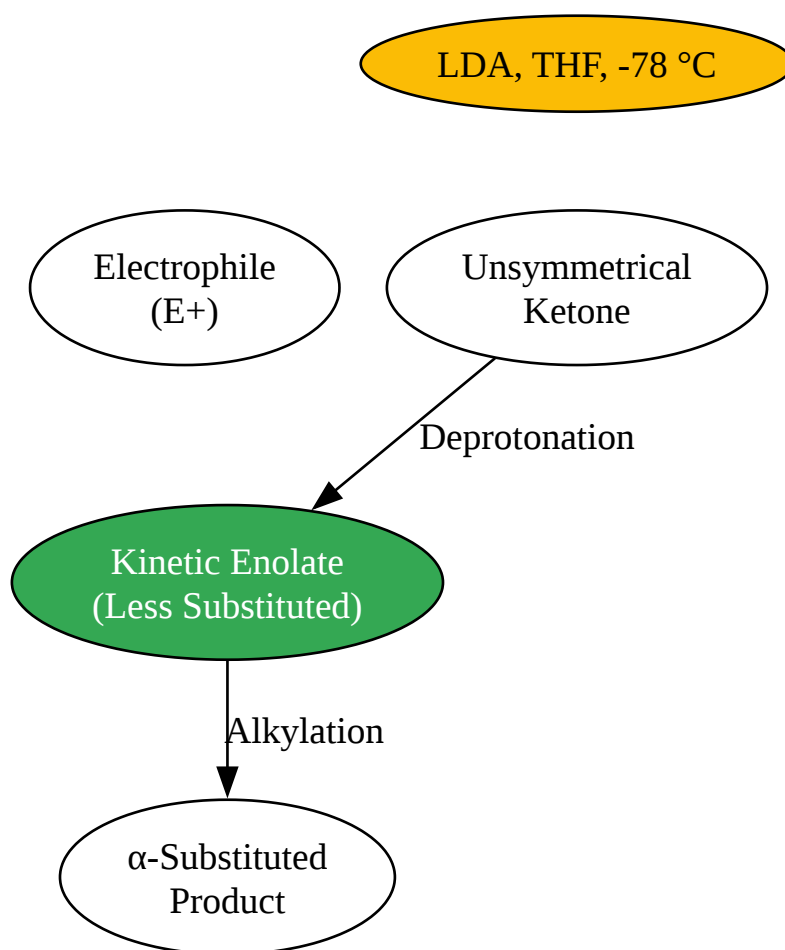 LDA, THF, -78 °C
Electrophile
(E+)
Unsymmetrical
Ketone
Deprotonation
Kinetic Enolate
(Less Substituted)
Alkylation
α-Substituted
Product